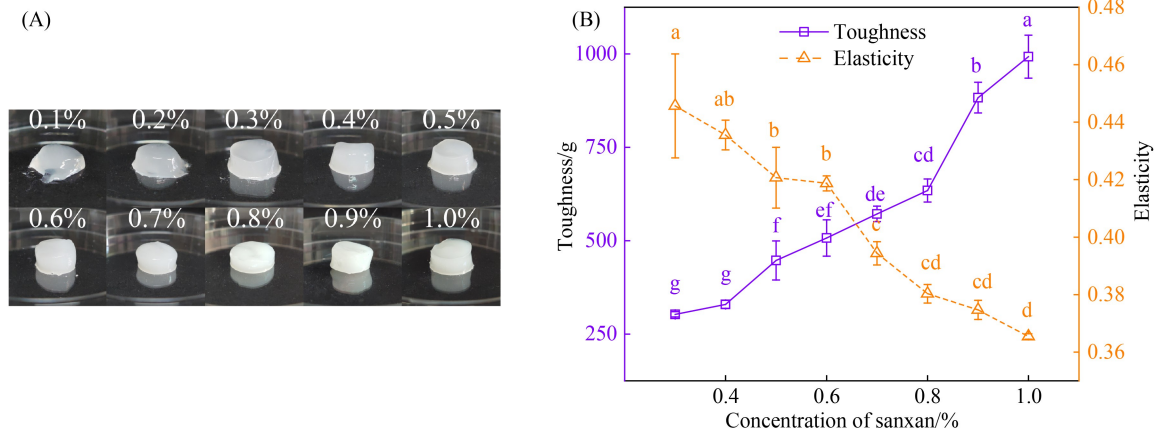 (A)
0.1% 0.2% 0.3% 0.4% 0.5%
0.6% 0.7% 0.8% 0.9% 1.0%
(B)
Toughness
Elasticity
Toughness/g
1000
750
500
250
Elasticity
0.48
0.46
0.44
0.42
0.40
0.38
0.36
a ab b b c cd cd d
g g f ef de cd b a
0.4 0.6 0.8 1.0
Concentration of sanxan/%